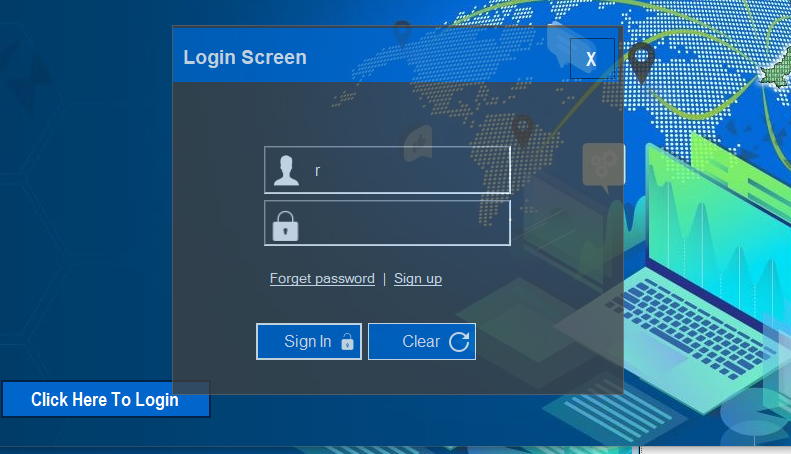 Login Screen
X
r
Forget password | Sign up
Sign In
Clear
Click Here To Login